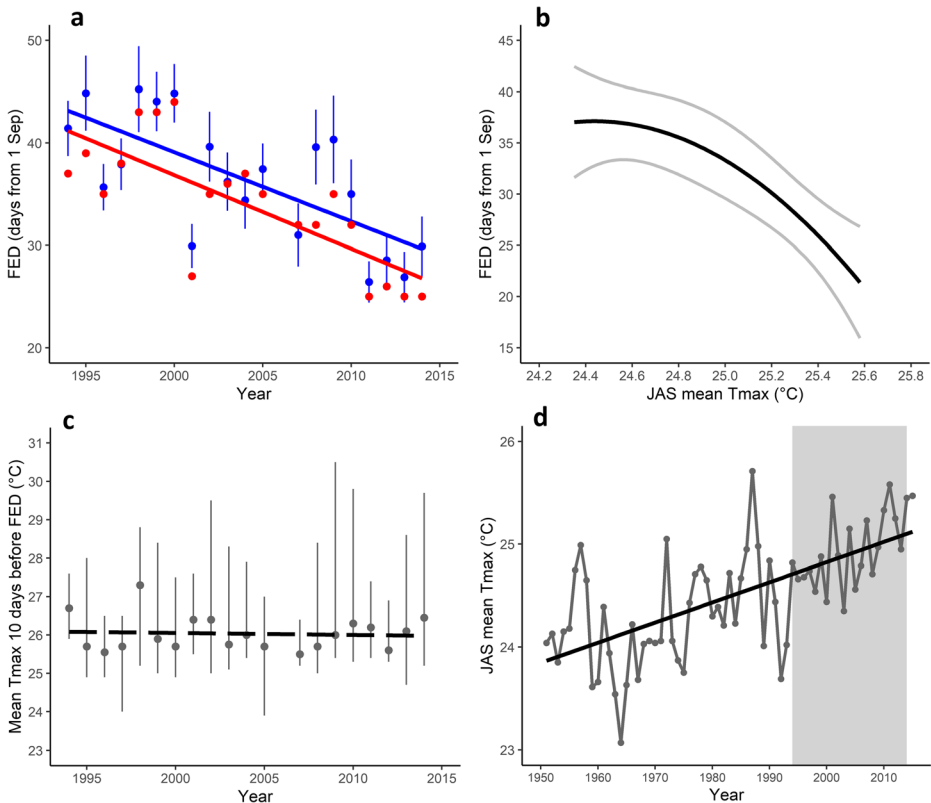 a
50
40
30
20
FED (days from 1 Sep)
1995 2000 2005 2010 2015
Year
b
45
40
35
30
25
20
15
FED (days from 1 Sep)
24.2 24.4 24.6 24.8 25.0 25.2 25.4 25.6 25.8
JAS mean Tmax (°C)
c
31
30
29
28
27
26
25
24
23
Mean Tmax 10 days before FED (°C)
1995 2000 2005 2010 2015
Year
d
26
25
24
23
JAS mean Tmax (°C)
1950 1960 1970 1980 1990 2000 2010
Year